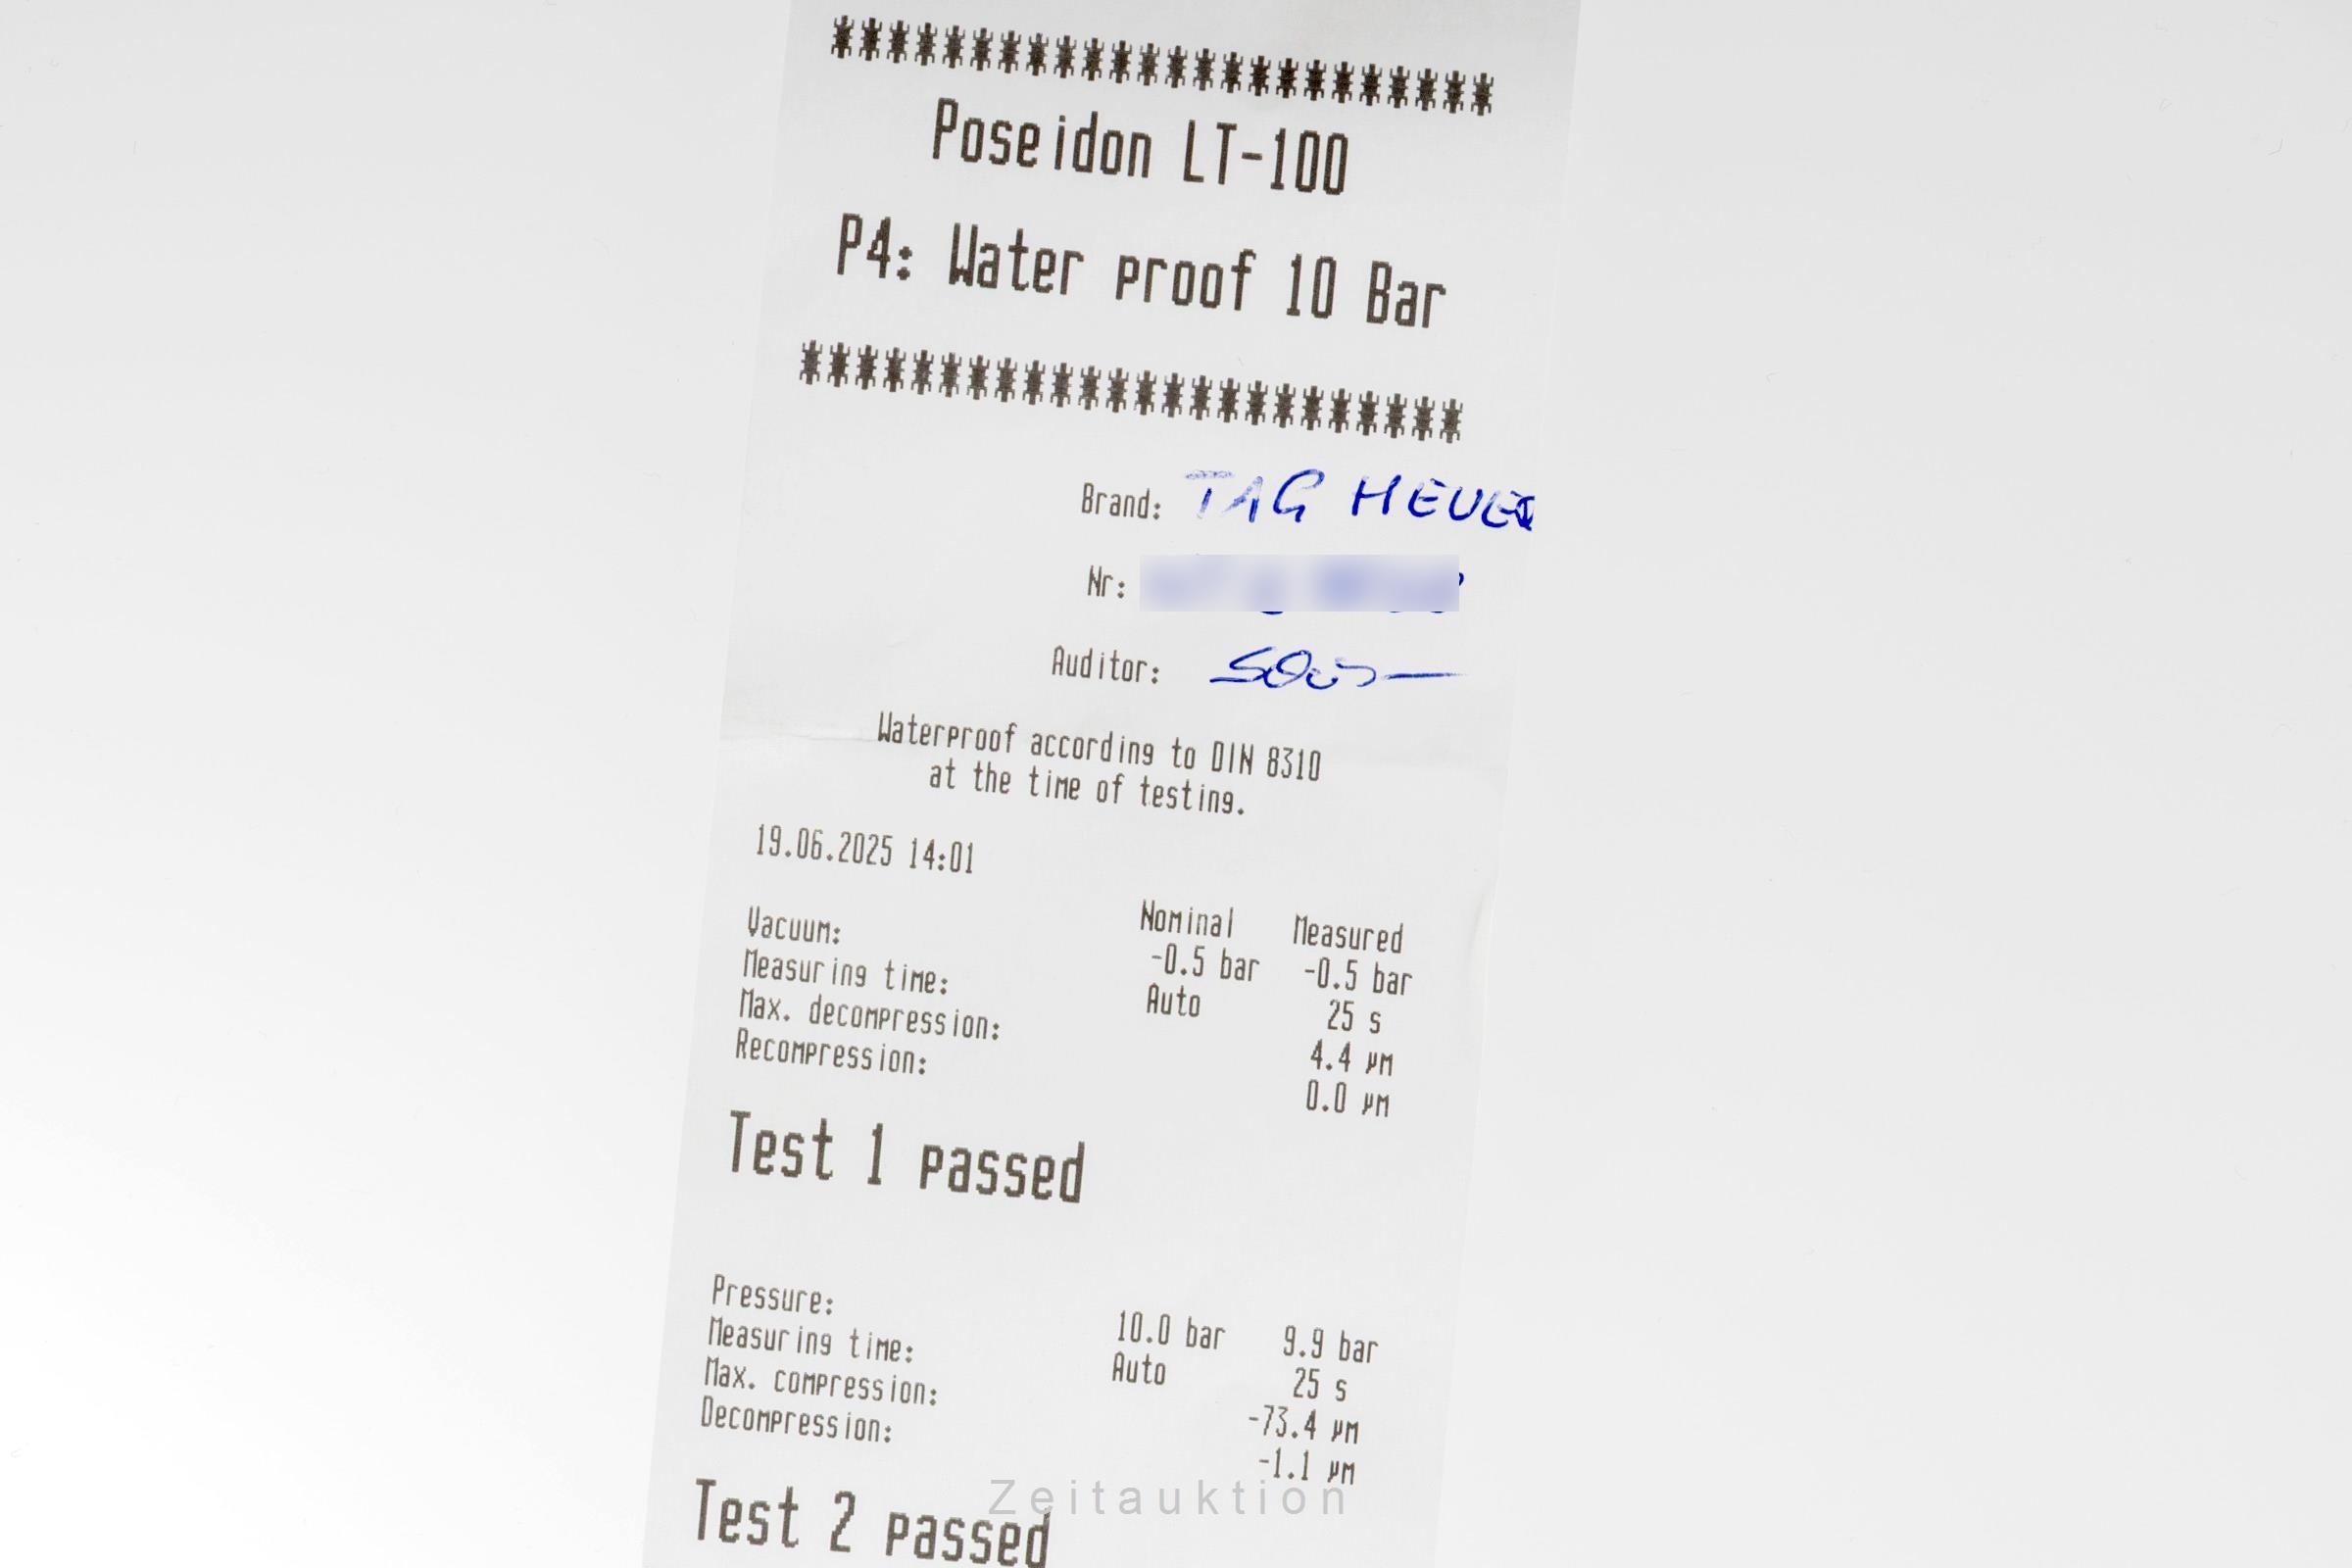 ************************
Poseidon LT-100
P4: Water proof 10 Bar
************************
Brand: TAG HEUER
Nr:
Auditor:
Waterproof according to DIN 8310
at the time of testing.
19.06.2025 14:01
Nominal Measured
Vacuum: -0.5 bar -0.5 bar
Measuring time: Auto 25 s
Max. decompression: 4.4 µm
Recompression: 0.0 µm
Test 1 passed
Pressure: 10.0 bar 9.9 bar
Measuring time: Auto 25 s
Max. compression: -73.4 µm
Decompression: -1.1 µm
Test 2 passed
Zeitauktion